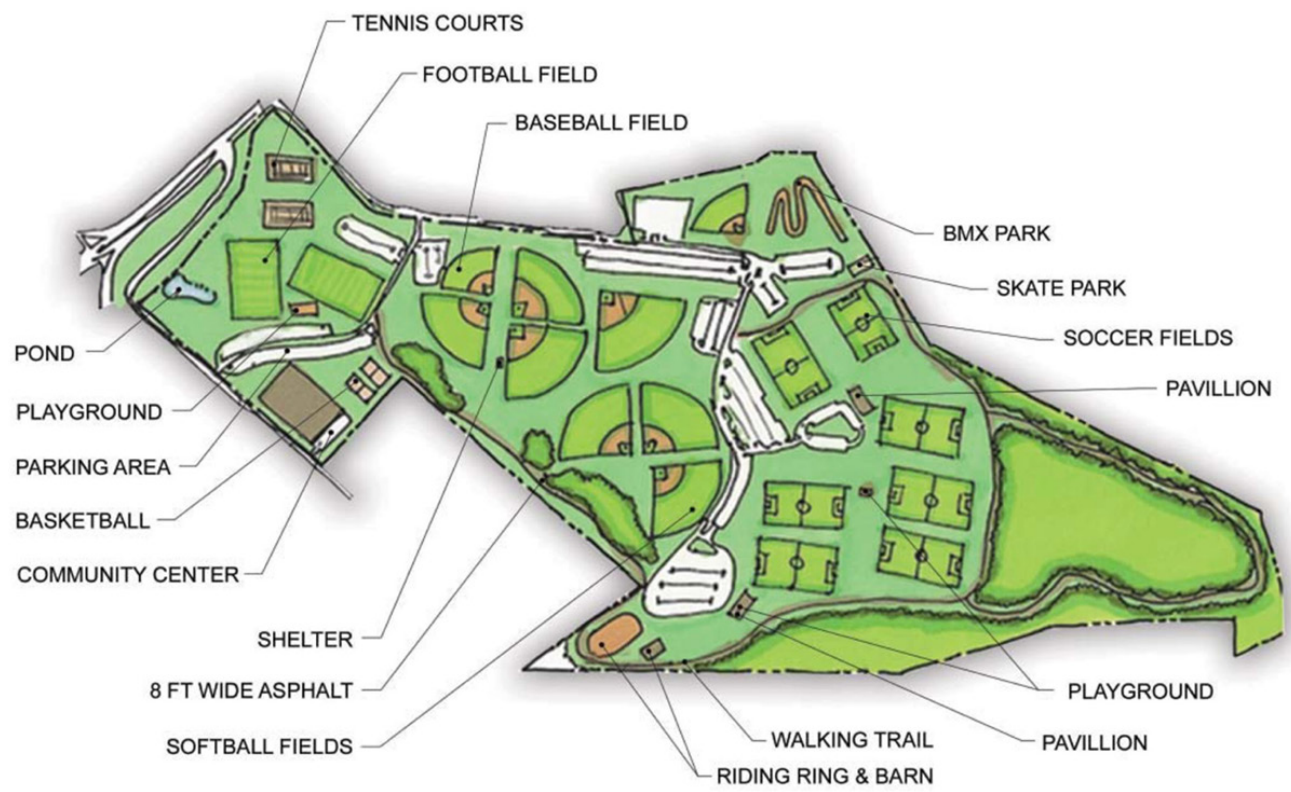 TENNIS COURTS
FOOTBALL FIELD
BASEBALL FIELD
BMX PARK
SKATE PARK
SOCCER FIELDS
PAVILLION
POND
PLAYGROUND
PARKING AREA
BASKETBALL
COMMUNITY CENTER
SHELTER
8 FT WIDE ASPHALT
SOFTBALL FIELDS
PLAYGROUND
WALKING TRAIL
PAVILLION
RIDING RING & BARN